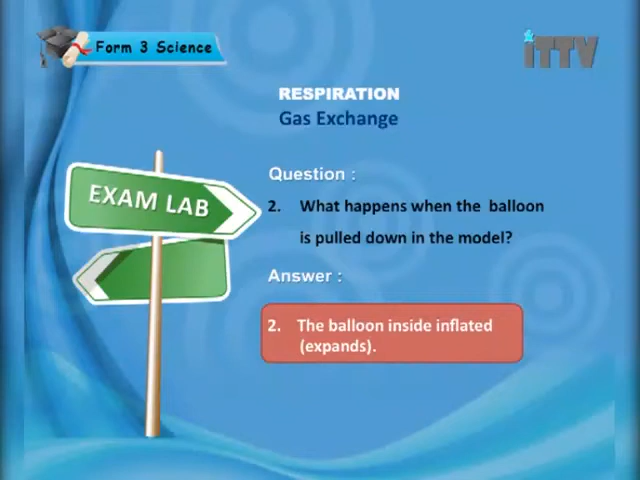 Form 3 Science
iTTV
RESPIRATION
Gas Exchange
EXAM LAB
Question :
2. What happens when the balloon
is pulled down in the model?
Answer :
2. The balloon inside inflated
(expands).